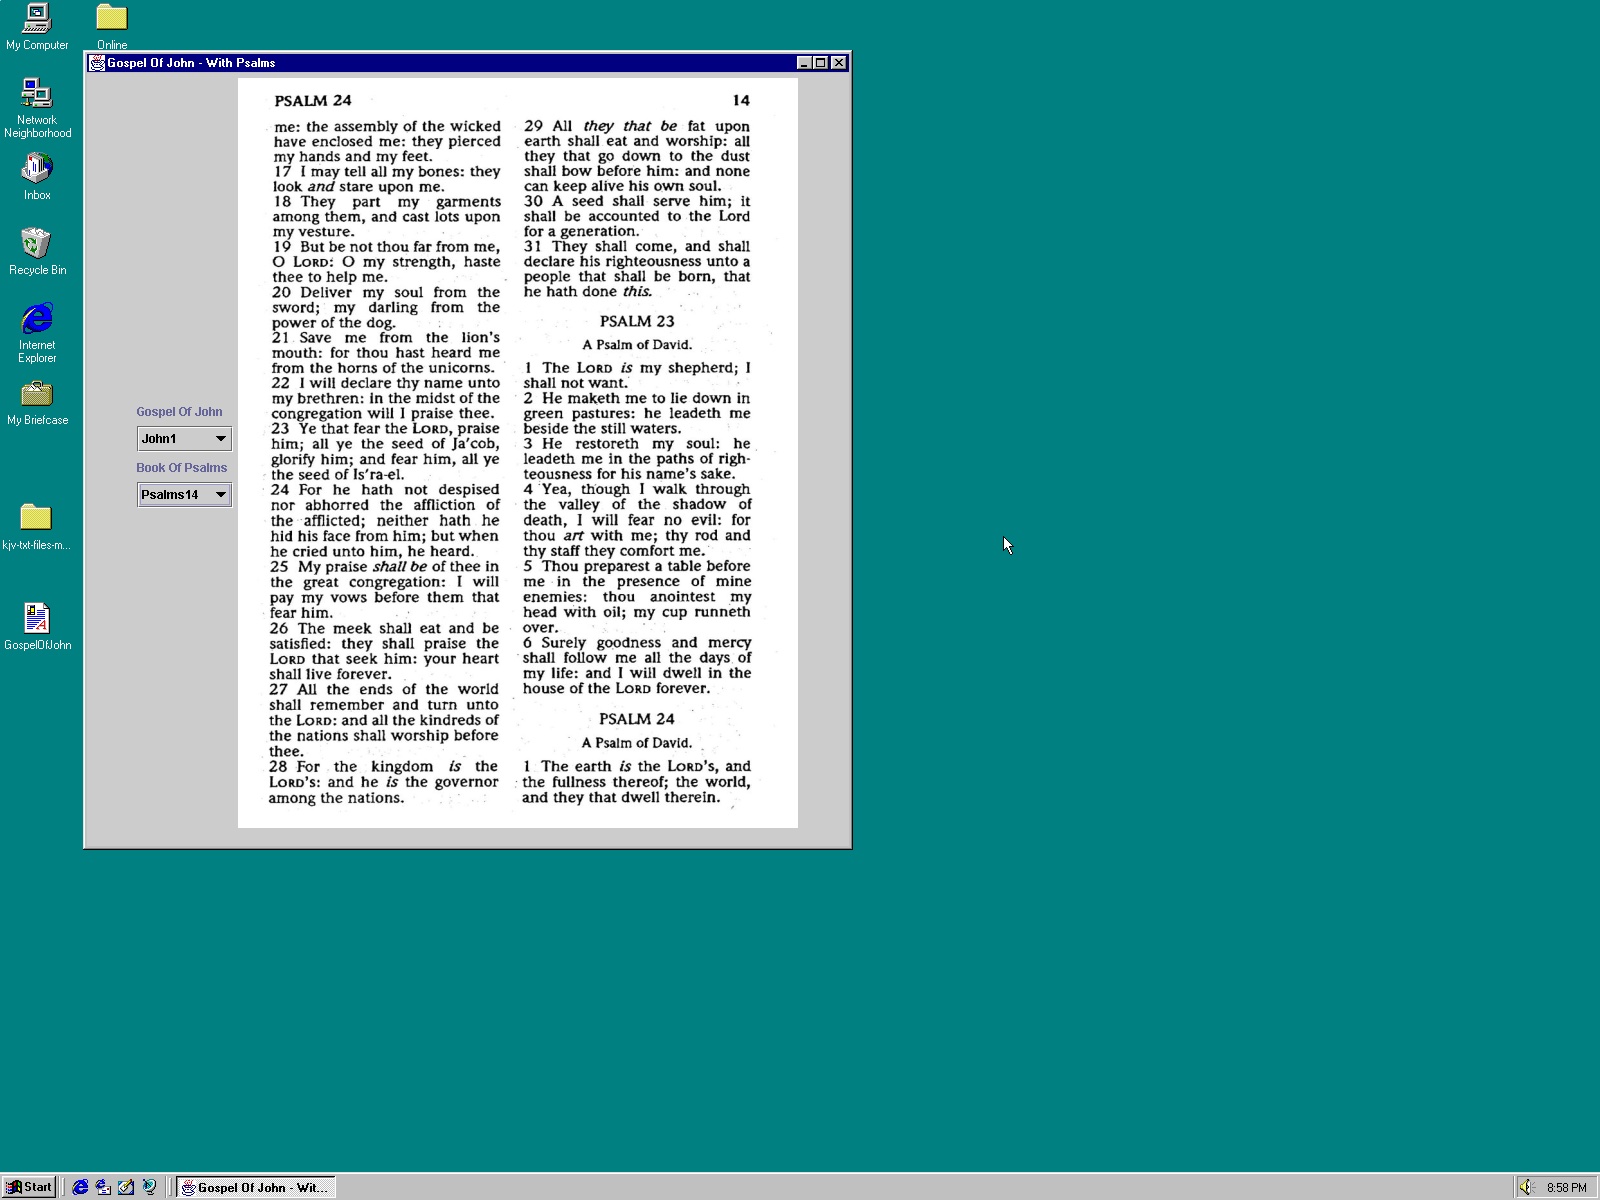 My Computer
Online
Network
Neighborhood
Inbox
Recycle Bin
Internet
Explorer
My Briefcase
kjv-txt-files-m...
GospelOfJohn
Gospel Of John - With Psalms
Gospel Of John
John1
Book Of Psalms
Psalms14
PSALM 24
14
me: the assembly of the wicked
have enclosed me: they pierced
my hands and my feet.
17 I may tell all my bones: they
look and stare upon me.
18 They part my garments
among them, and cast lots upon
my vesture.
19 But be not thou far from me,
O LORD: O my strength, haste
thee to help me.
20 Deliver my soul from the
sword; my darling from the
power of the dog.
21 Save me from the lion's
mouth: for thou hast heard me
from the horns of the unicorns.
22 I will declare thy name unto
my brethren: in the midst of the
congregation will I praise thee.
23 Ye that fear the LORD, praise
him; all ye the seed of Ja'cob,
glorify him; and fear him, all ye
the seed of Is'ra-el.
24 For he hath not despised
nor abhorred the affliction of
the afflicted; neither hath he
hid his face from him; but when
he cried unto him, he heard.
25 My praise shall be of thee in
the great congregation: I will
pay my vows before them that
fear him.
26 The meek shall eat and be
satisfied: they shall praise the
LORD that seek him: your heart
shall live forever.
27 All the ends of the world
shall remember and turn unto
the LORD: and all the kindreds of
the nations shall worship before
thee.
28 For the kingdom is the
LORD'S: and he is the governor
among the nations.
29 All they that be fat upon
earth shall eat and worship: all
they that go down to the dust
shall bow before him: and none
can keep alive his own soul.
30 A seed shall serve him; it
shall be accounted to the Lord
for a generation.
31 They shall come, and shall
declare his righteousness unto a
people that shall be born, that
he hath done this.
PSALM 23
A Psalm of David.
1 The LORD is my shepherd; I
shall not want.
2 He maketh me to lie down in
green pastures: he leadeth me
beside the still waters.
3 He restoreth my soul: he
leadeth me in the paths of righ-
teousness for his name's sake.
4 Yea, though I walk through
the valley of the shadow of
death, I will fear no evil: for
thou art with me; thy rod and
thy staff they comfort me.
5 Thou preparest a table before
me in the presence of mine
enemies: thou anointest my
head with oil; my cup runneth
over.
6 Surely goodness and mercy
shall follow me all the days of
my life: and I will dwell in the
house of the LORD forever.
PSALM 24
A Psalm of David.
1 The earth is the LORD'S, and
the fullness thereof; the world,
and they that dwell therein.
Start
Gospel Of John - Wit...
8:58 PM